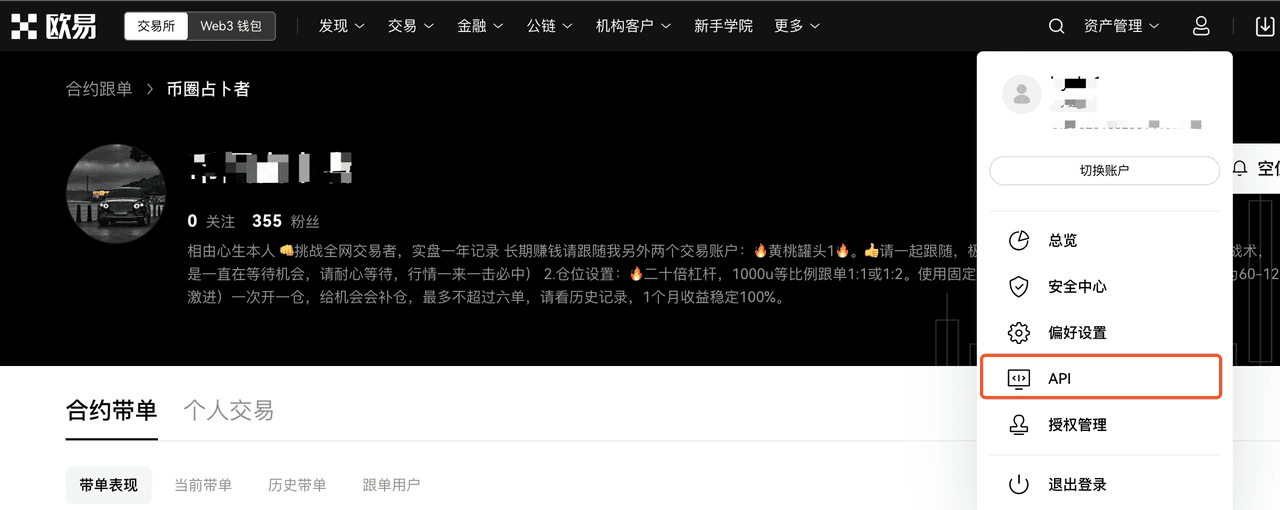 欧易 交易所 Web3 钱包 发现 交易 金融 公链 机构客户 新手学院 更多 资产管理
合约跟单 > 币圈占卜者
切换账户
空仓
0 关注 355 粉丝
相由心生本人 👊挑战全网交易者，实盘一年记录 长期赚钱请跟随我另外两个交易账户：🔥黄桃罐头1🔥。👍请一起跟随，极 战术，
是一直在等待机会，请耐心等待，行情一来一击必中） 2.仓位设置：🔥二十倍杠杆，1000u等比例跟单1:1或1:2。使用固定 为60-12
激进）一次开一仓，给机会会补仓，最多不超过六单，请看历史记录，1个月收益稳定100%。
总览
安全中心
偏好设置
API
授权管理
退出登录
合约带单 个人交易
带单表现 当前带单 历史带单 跟单用户